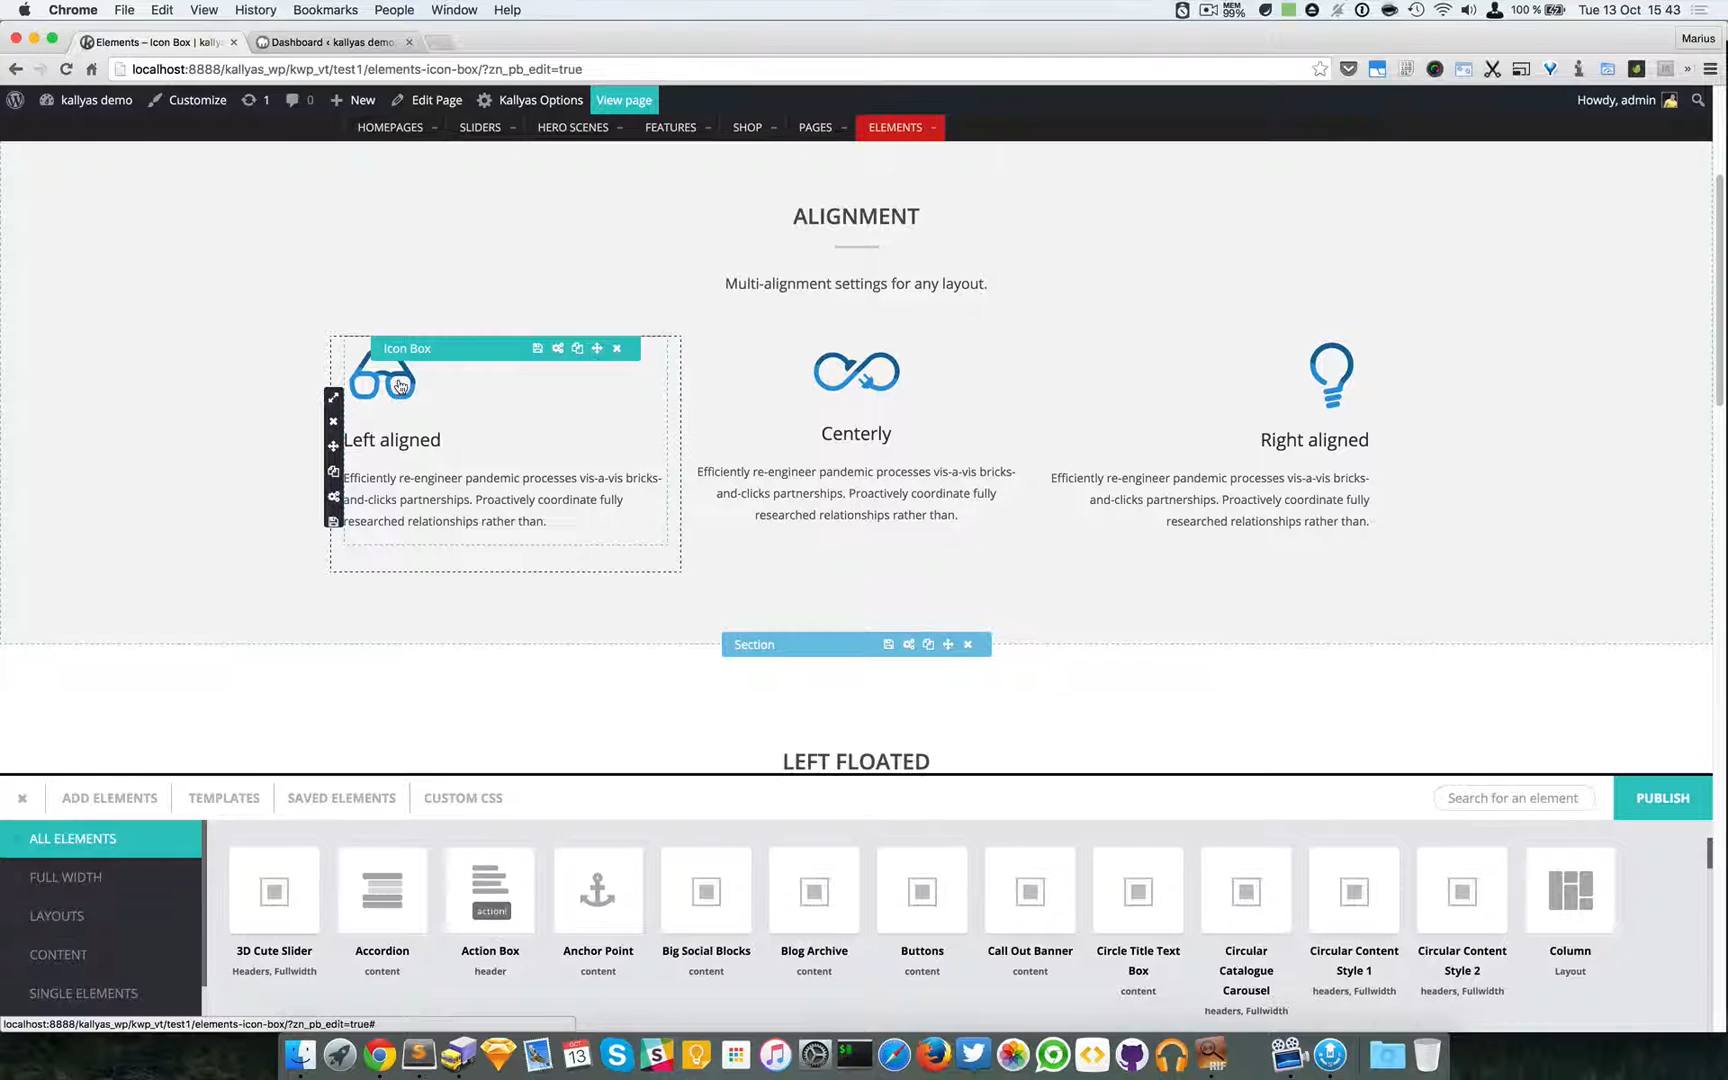 Chrome File Edit View History Bookmarks People Window Help MEM 99% 100 % Tue 13 Oct 15:43
Elements – Icon Box | kally Dashboard ‹ kallyas demo Marius
localhost:8888/kallyas_wp/kwp_vt/test1/elements-icon-box/?zn_pb_edit=true
kallyas demo Customize 1 0 New Edit Page Kallyas Options View page Howdy, admin
HOMEPAGES SLIDERS HERO SCENES FEATURES SHOP PAGES ELEMENTS
ALIGNMENT
Multi-alignment settings for any layout.
Icon Box
Left aligned
Efficiently re-engineer pandemic processes vis-a-vis bricks-
and-clicks partnerships. Proactively coordinate fully
researched relationships rather than.
Centerly
Efficiently re-engineer pandemic processes vis-a-vis bricks-
and-clicks partnerships. Proactively coordinate fully
researched relationships rather than.
Right aligned
Efficiently re-engineer pandemic processes vis-a-vis bricks-
and-clicks partnerships. Proactively coordinate fully
researched relationships rather than.
Section
LEFT FLOATED
ADD ELEMENTS TEMPLATES SAVED ELEMENTS CUSTOM CSS Search for an element PUBLISH
ALL ELEMENTS
FULL WIDTH
LAYOUTS
CONTENT
SINGLE ELEMENTS
3D Cute Slider
Headers, Fullwidth
Accordion
content
action!
Action Box
header
Anchor Point
content
Big Social Blocks
content
Blog Archive
content
Buttons
content
Call Out Banner
content
Circle Title Text
Box
content
Circular
Catalogue
Carousel
headers, Fullwidth
Circular Content
Style 1
headers, Fullwidth
Circular Content
Style 2
headers, Fullwidth
Column
Layout
localhost:8888/kallyas_wp/kwp_vt/test1/elements-icon-box/?zn_pb_edit=true#
13
RIF